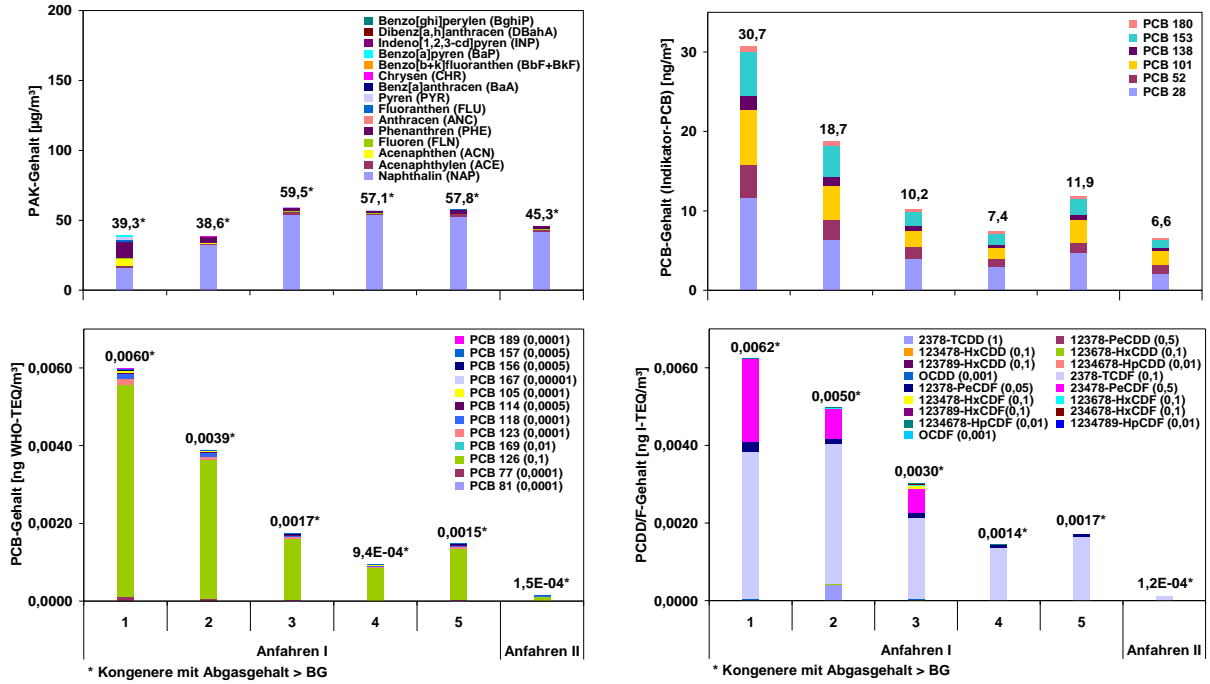 PAK-Gehalt [µg/m³]
200
150
100
50
0
Benzo[ghi]perylen (BghiP)
Dibenz[a,h]anthracen (DBahA)
Indeno[1,2,3-cd]pyren (INP)
Benzo[a]pyren (BaP)
Benzo[b+k]fluoranthen (BbF+BkF)
Chrysen (CHR)
Benz[a]anthracen (BaA)
Pyren (PYR)
Fluoranthen (FLU)
Anthracen (ANC)
Phenanthren (PHE)
Fluoren (FLN)
Acenaphthen (ACN)
Acenaphthylen (ACE)
Naphthalin (NAP)
39,3*
38,6*
59,5*
57,1*
57,8*
45,3*
PCB-Gehalt (Indikator-PCB) [ng/m³]
30
20
10
0
PCB 180
PCB 153
PCB 138
PCB 101
PCB 52
PCB 28
30,7
18,7
10,2
7,4
11,9
6,6
PCB-Gehalt [ng WHO-TEQ/m³]
0,0060
0,0040
0,0020
0,0000
PCB 189 (0,0001)
PCB 157 (0,0005)
PCB 156 (0,0005)
PCB 167 (0,00001)
PCB 105 (0,0001)
PCB 114 (0,0005)
PCB 118 (0,0001)
PCB 123 (0,0001)
PCB 169 (0,01)
PCB 126 (0,1)
PCB 77 (0,0001)
PCB 81 (0,0001)
0,0060*
0,0039*
0,0017*
9,4E-04*
0,0015*
1,5E-04*
1
2
3
4
5
Anfahren I
Anfahren II
* Kongenere mit Abgasgehalt > BG
PCDD/F-Gehalt [ng I-TEQ/m³]
0,0060
0,0040
0,0020
0,0000
2378-TCDD (1)
12378-PeCDD (0,5)
123478-HxCDD (0,1)
123678-HxCDD (0,1)
123789-HxCDD (0,1)
1234678-HpCDD (0,01)
OCDD (0,001)
2378-TCDF (0,1)
12378-PeCDF (0,05)
23478-PeCDF (0,5)
123478-HxCDF (0,1)
123678-HxCDF (0,1)
123789-HxCDF(0,1)
234678-HxCDF (0,1)
1234678-HpCDF (0,01)
1234789-HpCDF (0,01)
OCDF (0,001)
0,0062*
0,0050*
0,0030*
0,0014*
0,0017*
1,2E-04*
1
2
3
4
5
Anfahren I
Anfahren II
* Kongenere mit Abgasgehalt > BG